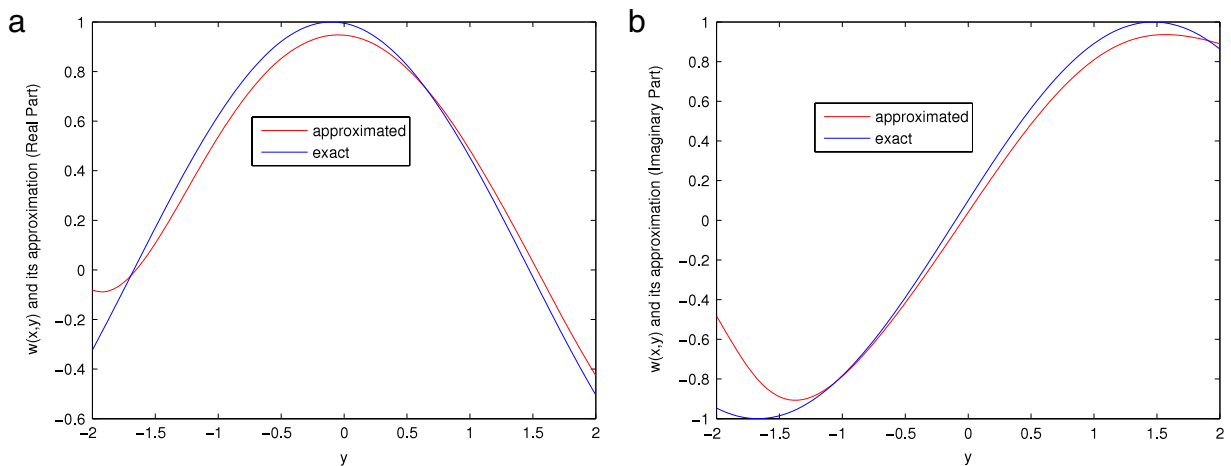 a
w(x,y) and its approximation (Real Part)
1
0.8
0.6
0.4
0.2
0
−0.2
−0.4
−0.6
approximated
exact
−2 −1.5 −1 −0.5 0 0.5 1 1.5 2
y
b
w(x,y) and its approximation (Imaginary Part)
1
0.8
0.6
0.4
0.2
0
−0.2
−0.4
−0.6
−0.8
−1
approximated
exact
−2 −1.5 −1 −0.5 0 0.5 1 1.5 2
y